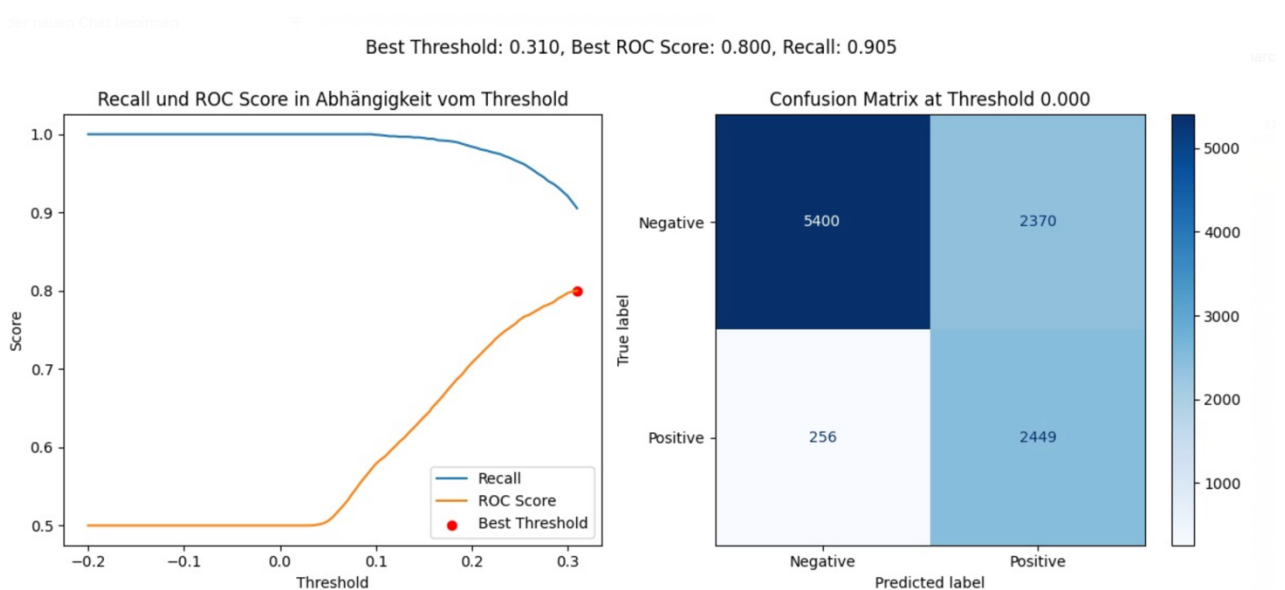 Best Threshold: 0.310, Best ROC Score: 0.800, Recall: 0.905
Recall und ROC Score in Abhängigkeit vom Threshold
1.0
0.9
0.8
0.7
0.6
0.5
Score
−0.2
−0.1
0.0
0.1
0.2
0.3
Threshold
Recall
ROC Score
Best Threshold
Confusion Matrix at Threshold 0.000
True label
Negative
Positive
5400
2370
256
2449
Negative
Positive
Predicted label
5000
4000
3000
2000
1000